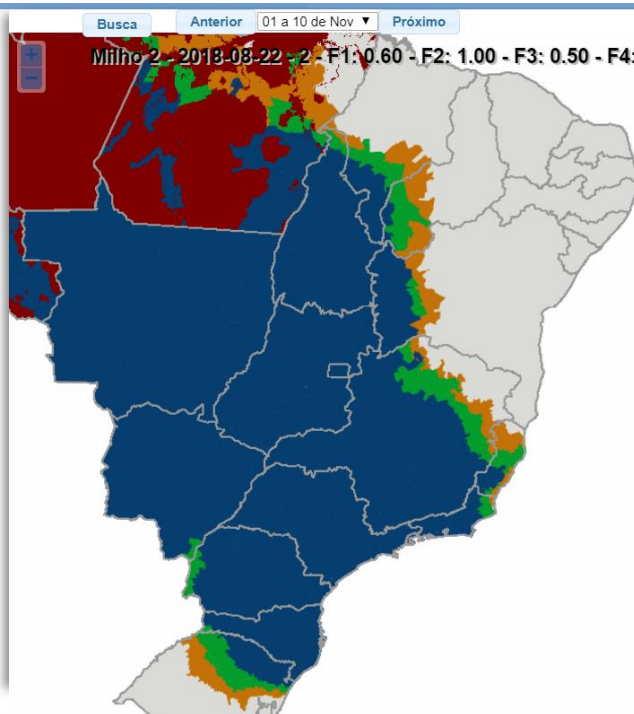 Busca Anterior 01 a 10 de Nov ▼ Próximo
+
Milho 2 - 2018-08-22 - 2 - F1: 0.60 - F2: 1.00 - F3: 0.50 - F4:
−